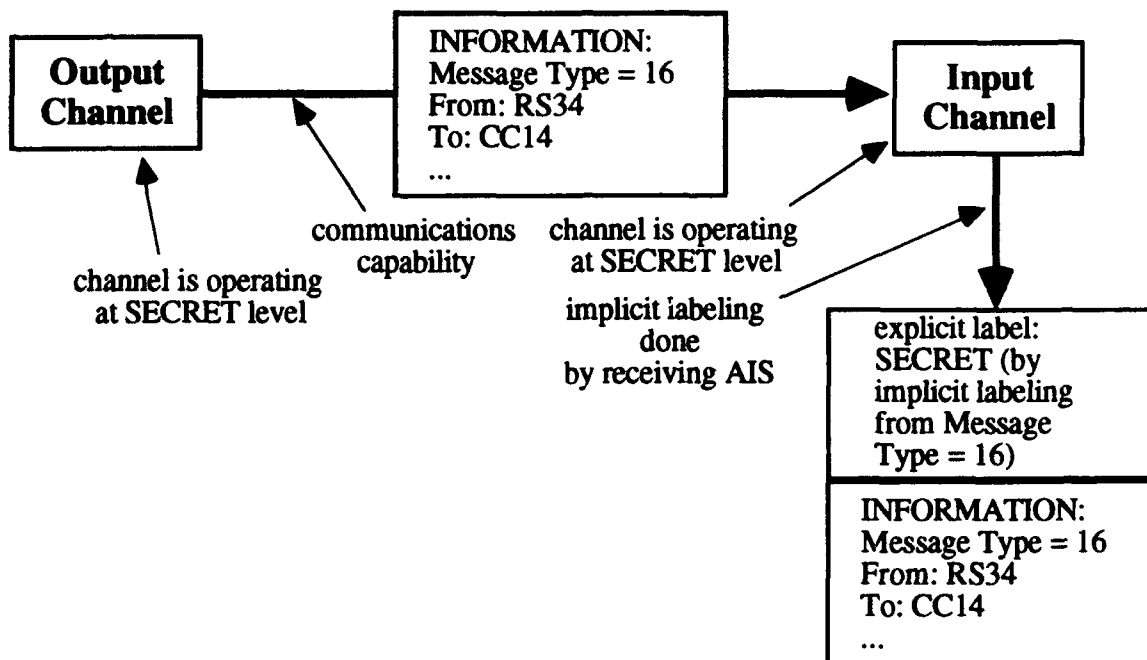 Output
Channel
INFORMATION:
Message Type = 16
From: RS34
To: CC14
...
Input
Channel
channel is operating
at SECRET level
communications
capability
channel is operating
at SECRET level
implicit labeling
done
by receiving AIS
explicit label:
SECRET (by
implicit labeling
from Message
Type = 16)
INFORMATION:
Message Type = 16
From: RS34
To: CC14
...